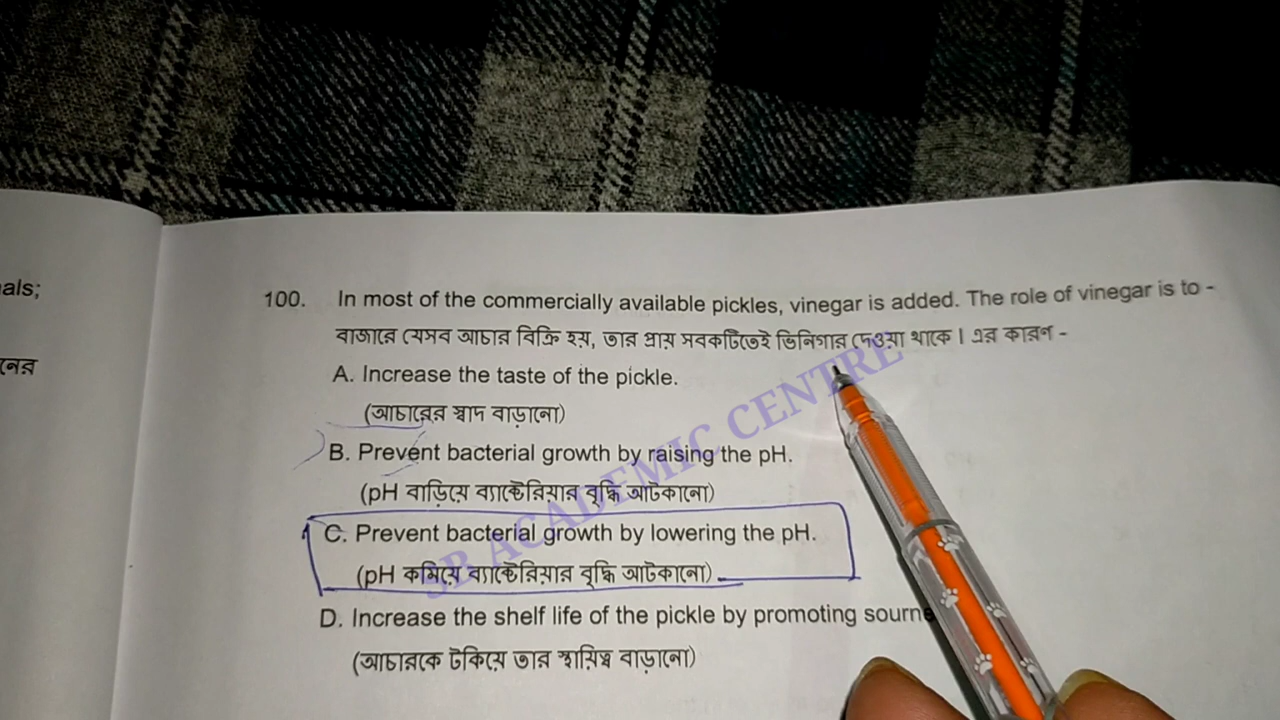 als;
নের
100. In most of the commercially available pickles, vinegar is added. The role of vinegar is to -
বাজারে যেসব আচার বিক্রি হয়, তার প্রায় সবকটিতেই ভিনিগার দেওয়া থাকে। এর কারণ -
A. Increase the taste of the pickle.
(আচারের স্বাদ বাড়ানো)
B. Prevent bacterial growth by raising the pH.
(pH বাড়িয়ে ব্যাক্টেরিয়ার বৃদ্ধি আটকানো)
C. Prevent bacterial growth by lowering the pH.
(pH কমিয়ে ব্যাক্টেরিয়ার বৃদ্ধি আটকানো)
D. Increase the shelf life of the pickle by promoting sourne
(আচারকে টকিয়ে তার স্থায়িত্ব বাড়ানো)
SB ACADEMIC CENTRE